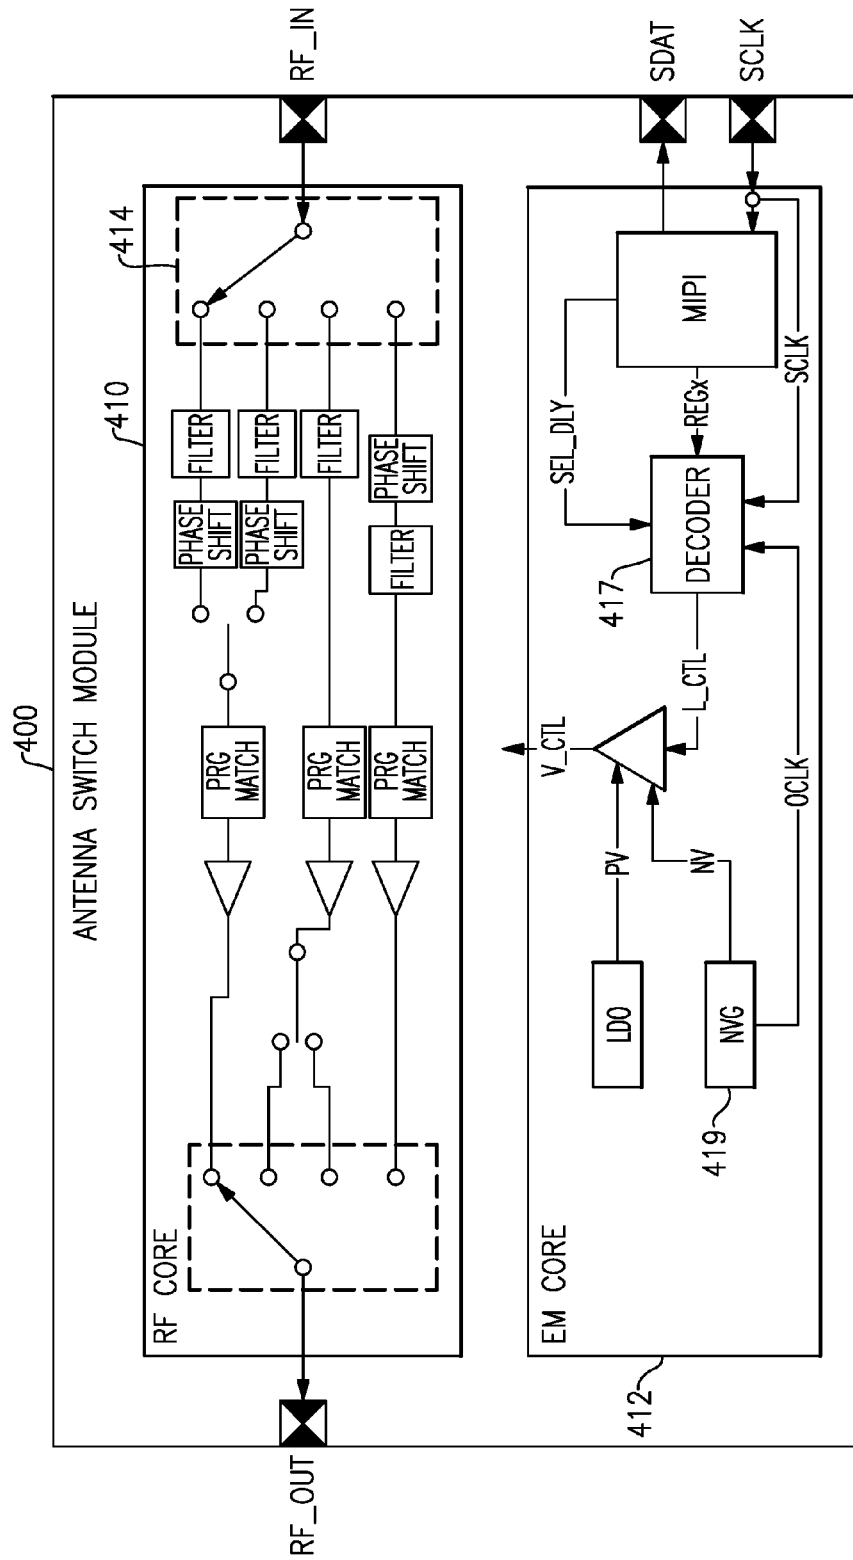 400
ANTENNA SWITCH MODULE
410
414
RF CORE
RF_OUT
RF_IN
PRG
MATCH
PHASE
SHIFT
FILTER
PHASE
SHIFT
FILTER
PRG
MATCH
FILTER
PRG
MATCH
FILTER
PHASE
SHIFT
EM CORE
412
LDO
PV
V_CTL
NVG
419
NV
L_CTL
417
DECODER
SEL_DLY
REGx
MIPI
SDAT
SCLK
SCLK
OCLK